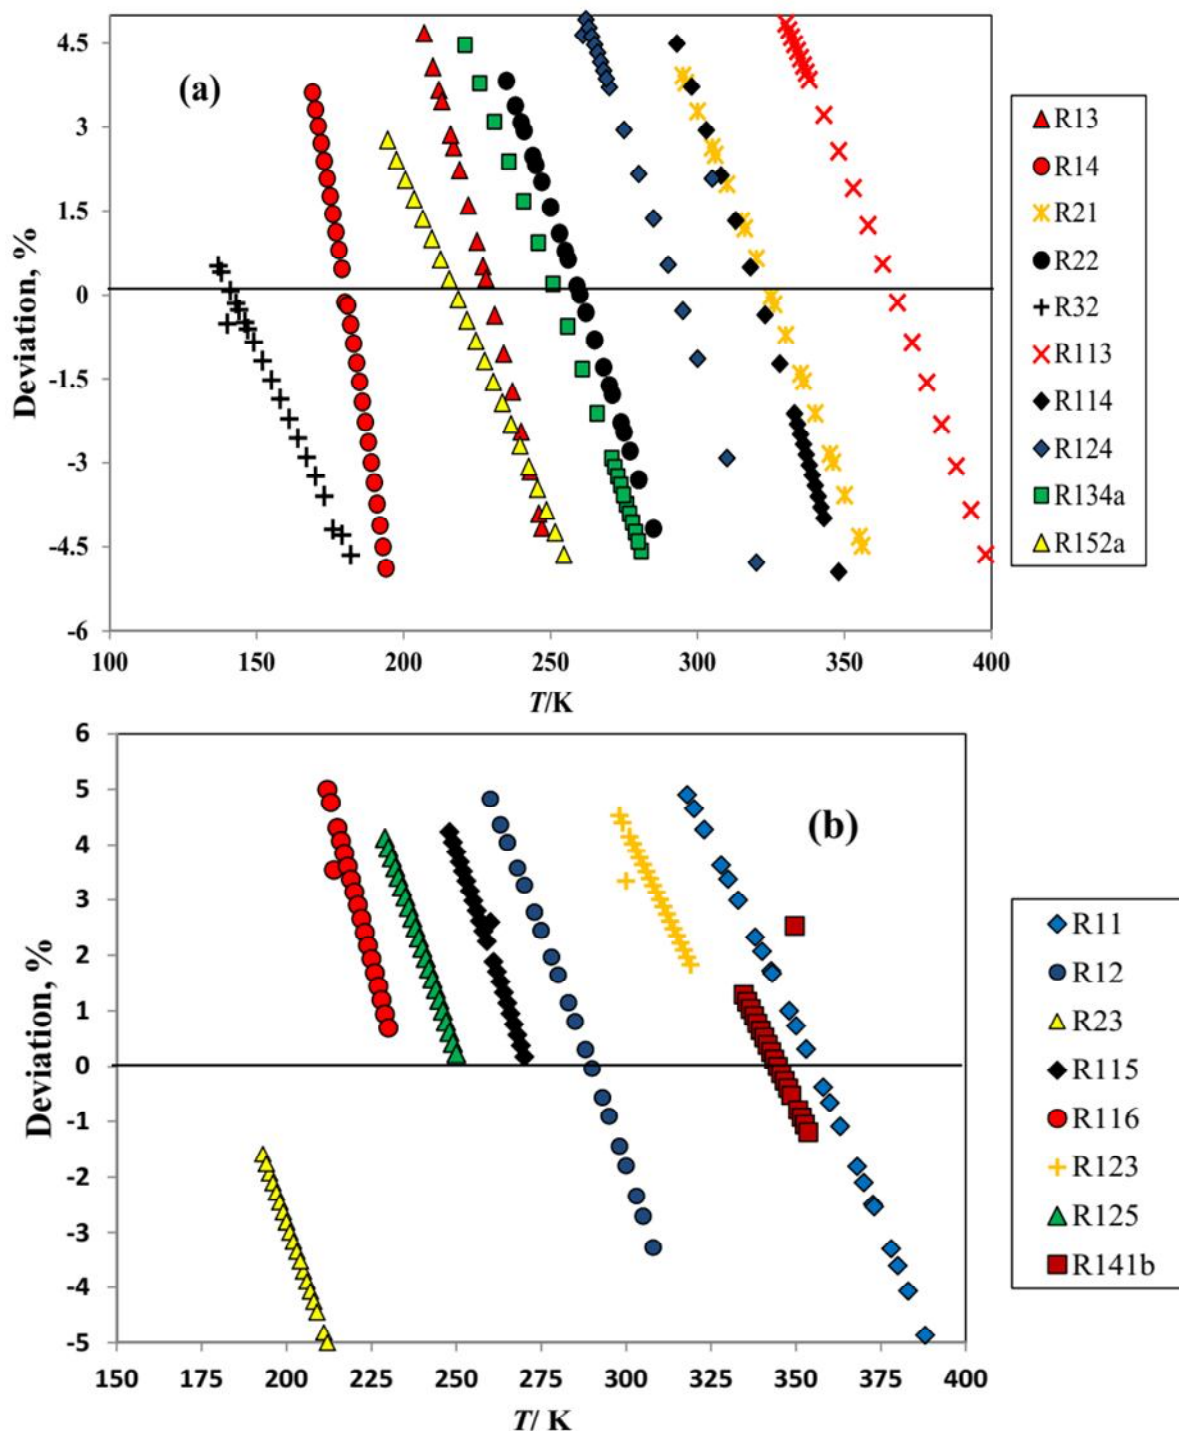 4.5
3
1.5
0
-1.5
-3
-4.5
-6
Deviation, %
(a)
100 150 200 250 300 350 400
T/K
R13
R14
R21
R22
R32
R113
R114
R124
R134a
R152a
6
5
4
3
2
1
0
-1
-2
-3
-4
-5
Deviation, %
(b)
150 175 200 225 250 275 300 325 350 375 400
T/ K
R11
R12
R23
R115
R116
R123
R125
R141b